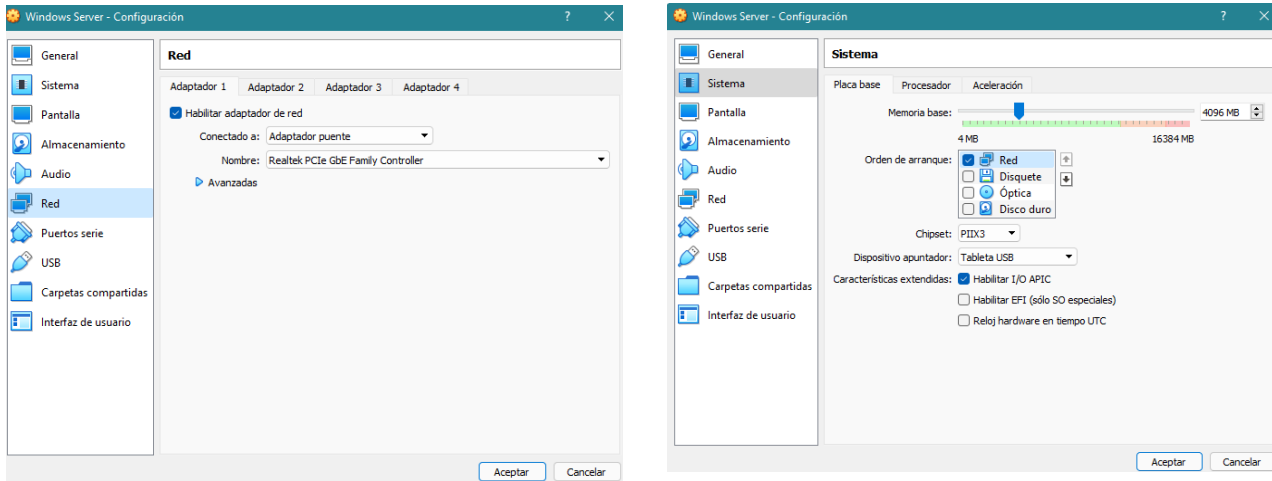 Windows Server - Configuración
General
Sistema
Pantalla
Almacenamiento
Audio
Red
Puertos serie
USB
Carpetas compartidas
Interfaz de usuario
Red
Adaptador 1 Adaptador 2 Adaptador 3 Adaptador 4
Habilitar adaptador de red
Conectado a: Adaptador puente
Nombre: Realtek PCIe GbE Family Controller
Avanzadas
Aceptar Cancelar
Windows Server - Configuración
General
Sistema
Pantalla
Almacenamiento
Audio
Red
Puertos serie
USB
Carpetas compartidas
Interfaz de usuario
Sistema
Placa base Procesador Aceleración
Memoria base: 4096 MB
4 MB 16384 MB
Orden de arranque: Red
Disquete
Óptica
Disco duro
Chipset: PIIX3
Dispositivo apuntador: Tableta USB
Características extendidas: Habilitar I/O APIC
Habilitar EFI (sólo SO especiales)
Reloj hardware en tiempo UTC
Aceptar Cancelar